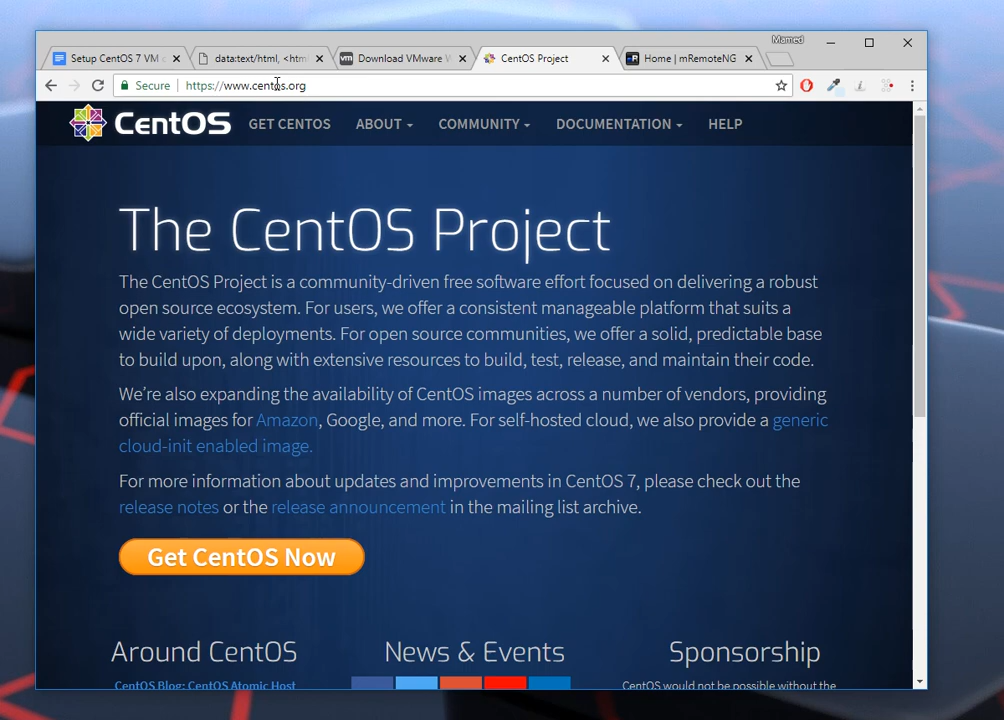 Mamed
Setup CentOS 7 VM
data:text/html, <html
Download VMware
CentOS Project
Home | mRemoteNG
Secure
https://www.centos.org
CentOS
GET CENTOS ABOUT COMMUNITY DOCUMENTATION HELP
The CentOS Project
The CentOS Project is a community-driven free software effort focused on delivering a robust
open source ecosystem. For users, we offer a consistent manageable platform that suits a
wide variety of deployments. For open source communities, we offer a solid, predictable base
to build upon, along with extensive resources to build, test, release, and maintain their code.
We're also expanding the availability of CentOS images across a number of vendors, providing
official images for Amazon, Google, and more. For self-hosted cloud, we also provide a generic
cloud-init enabled image.
For more information about updates and improvements in CentOS 7, please check out the
release notes or the release announcement in the mailing list archive.
Get CentOS Now
Around CentOS
News & Events
Sponsorship
CentOS Blog: CentOS Atomic Host
CentOS would not be possible without the